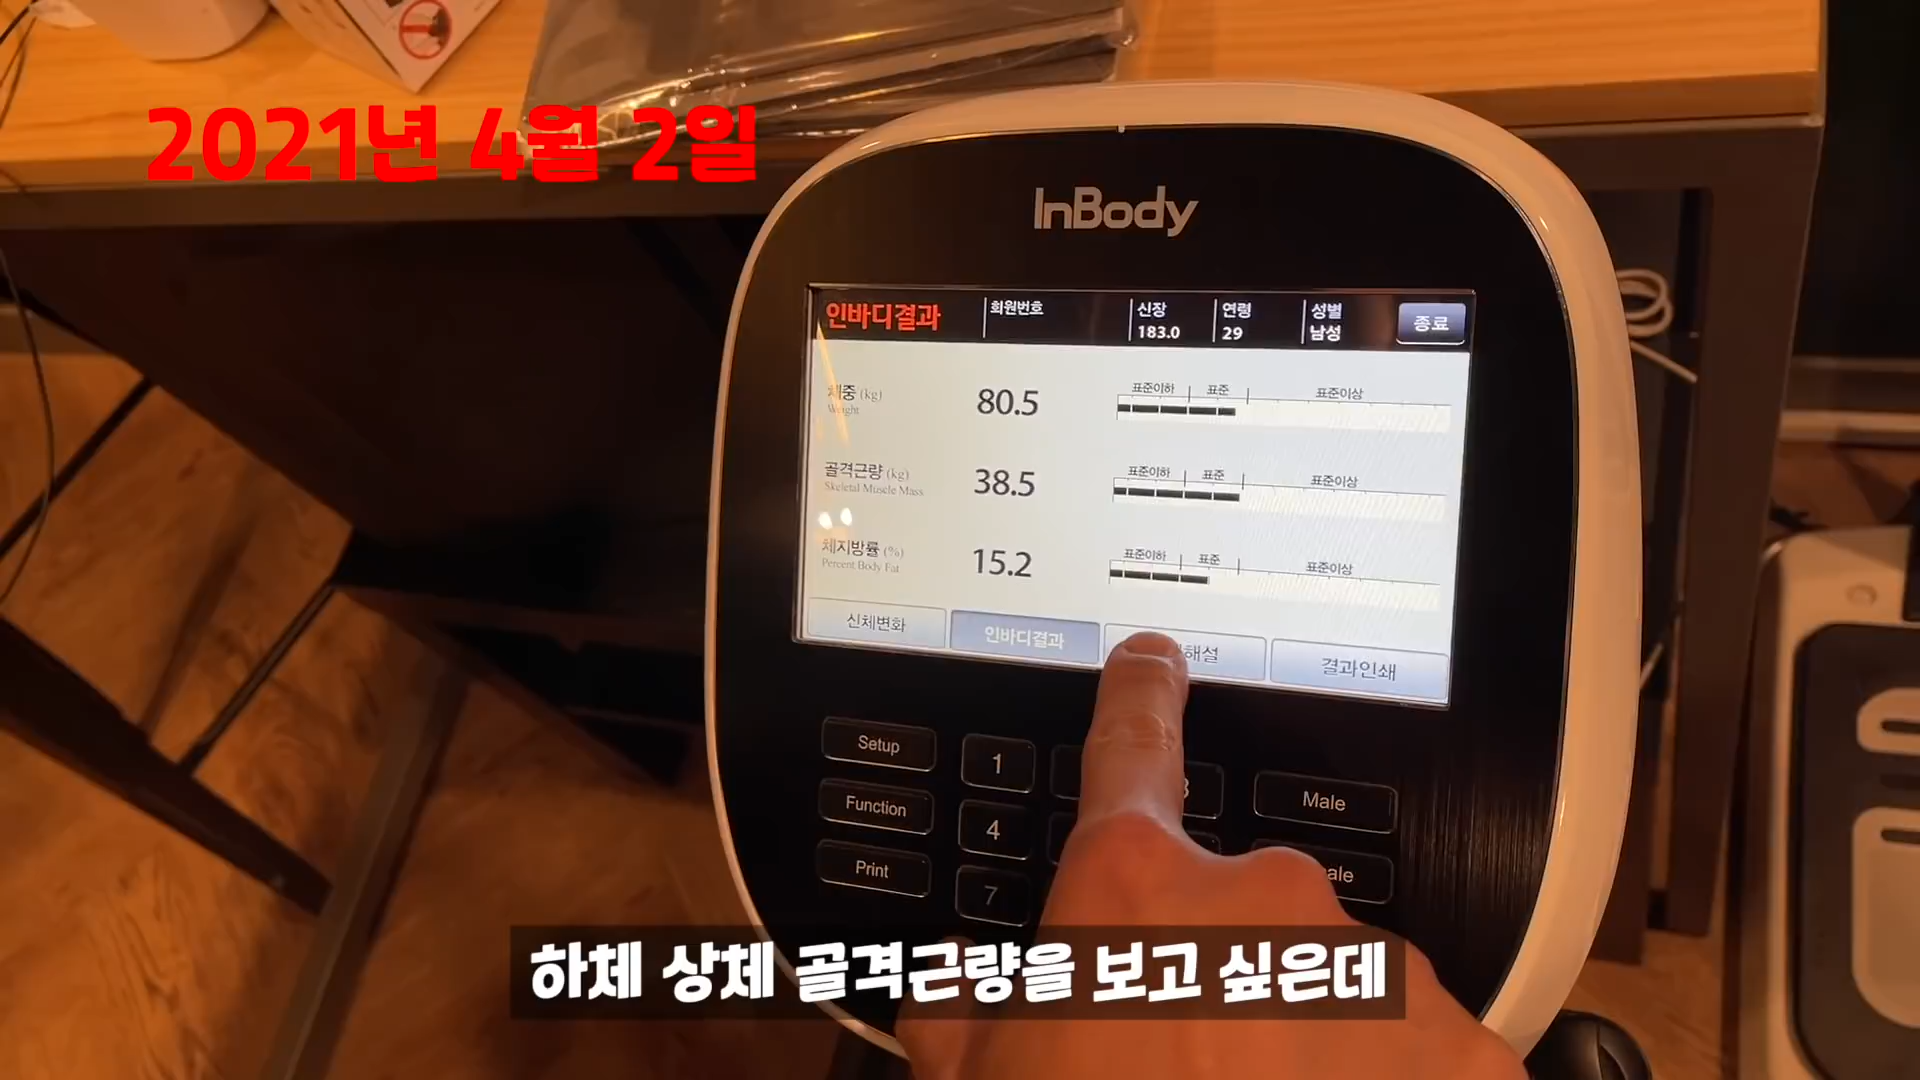 2021년 4월 2일
InBody
인바디결과
회원번호
신장
183.0
연령
29
성별
남성
종료
체중 (kg)
Weight
80.5
표준이하 표준 표준이상
골격근량 (kg)
Skeletal Muscle Mass
38.5
표준이하 표준 표준이상
체지방률 (%)
Percent Body Fat
15.2
표준이하 표준 표준이상
신체변화
인바디결과
해설
결과인쇄
Setup
1
3
Male
Function
4
Print
7
하체 상체 골격근량을 보고 싶은데